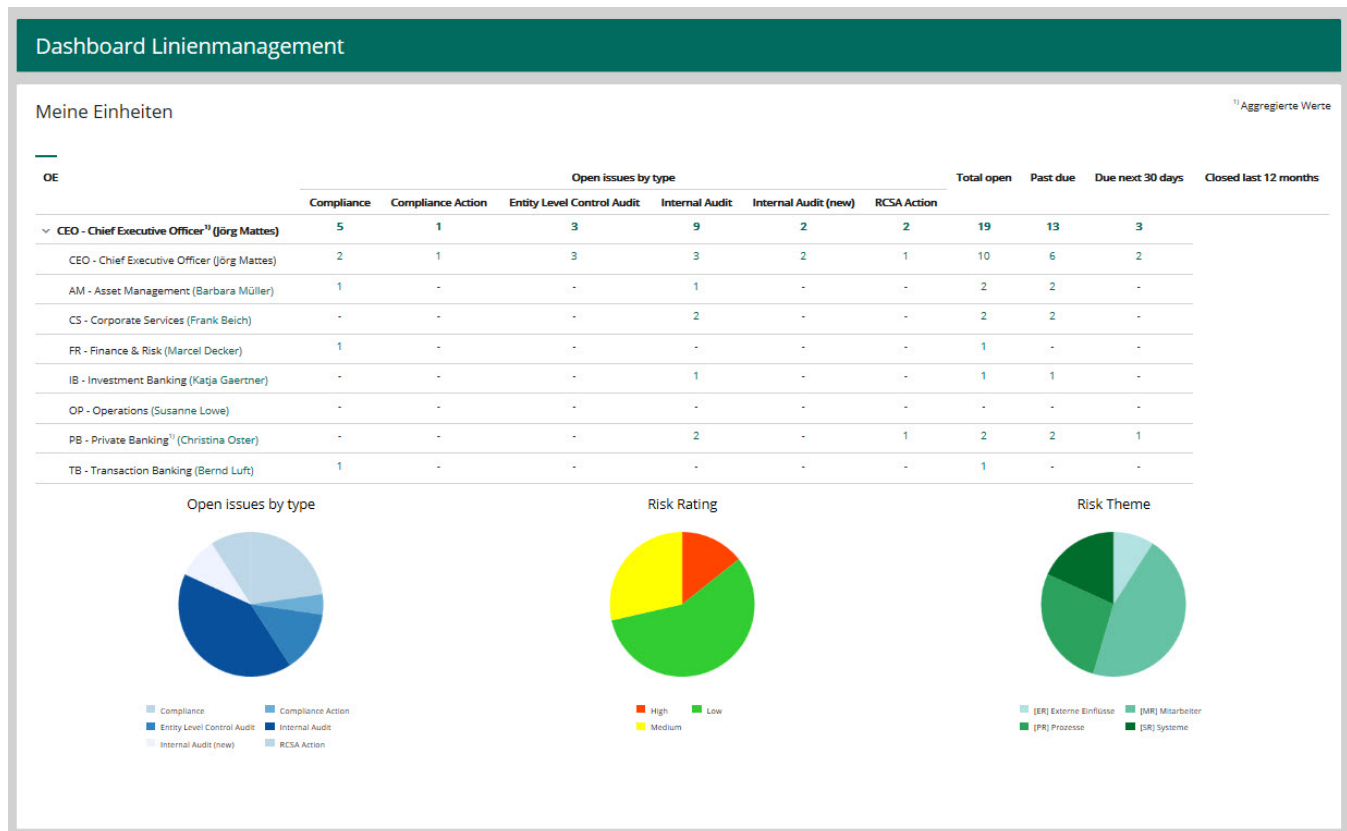 Dashboard Linienmanagement
Meine Einheiten
1) Aggregierte Werte
OE Open issues by type Total open Past due Due next 30 days Closed last 12 months
Compliance Compliance Action Entity Level Control Audit Internal Audit Internal Audit (new) RCSA Action
CEO - Chief Executive Officer1) (Jörg Mattes) 5 1 3 9 2 2 19 13 3
CEO - Chief Executive Officer (Jörg Mattes) 2 1 3 3 2 1 10 6 2
AM - Asset Management (Barbara Müller) 1 - - 1 - - 2 2 -
CS - Corporate Services (Frank Beich) - - - 2 - - 2 2 -
FR - Finance & Risk (Marcel Decker) 1 - - - - - 1 - -
IB - Investment Banking (Katja Gaertner) - - - 1 - - 1 1 -
OP - Operations (Susanne Lowe) - - - - - - - - -
PB - Private Banking1) (Christina Oster) - - - 2 - 1 2 2 1
TB - Transaction Banking (Bernd Luft) 1 - - - - - 1 - -
Open issues by type
Compliance Compliance Action
Entity Level Control Audit Internal Audit
Internal Audit (new) RCSA Action
Risk Rating
High Low
Medium
Risk Theme
[ER] Externe Einflüsse [MR] Mitarbeiter
[PR] Prozesse [SR] Systeme